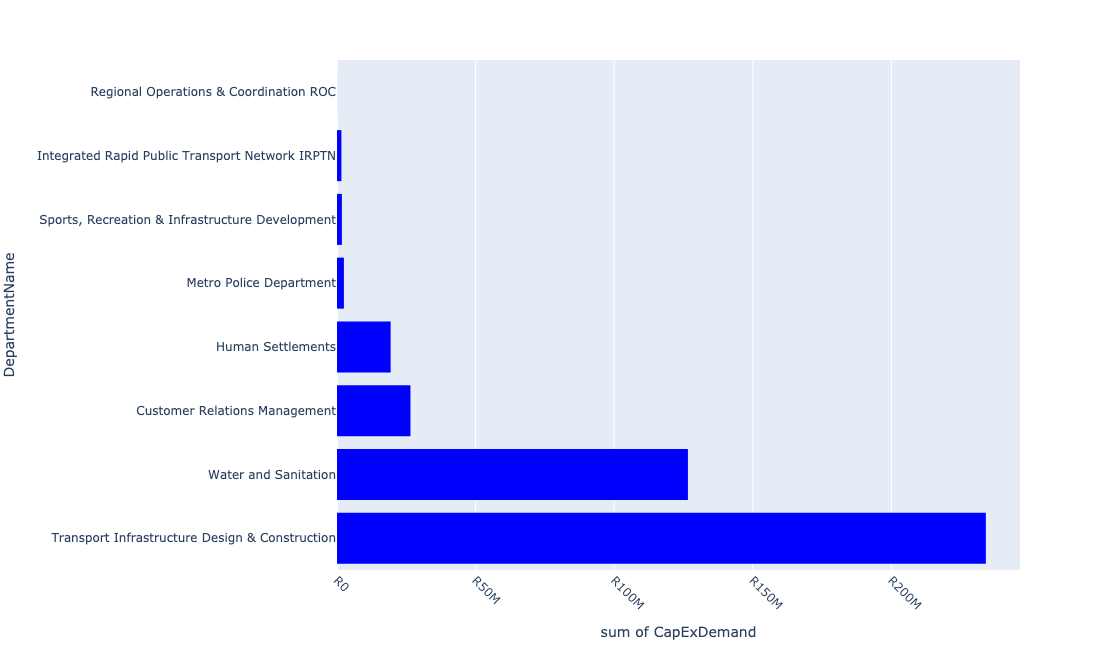 Regional Operations & Coordination ROC
Integrated Rapid Public Transport Network IRPTN
Sports, Recreation & Infrastructure Development
Metro Police Department
Human Settlements
Customer Relations Management
Water and Sanitation
Transport Infrastructure Design & Construction
DepartmentName
R0
R50M
R100M
R150M
R200M
sum of CapExDemand